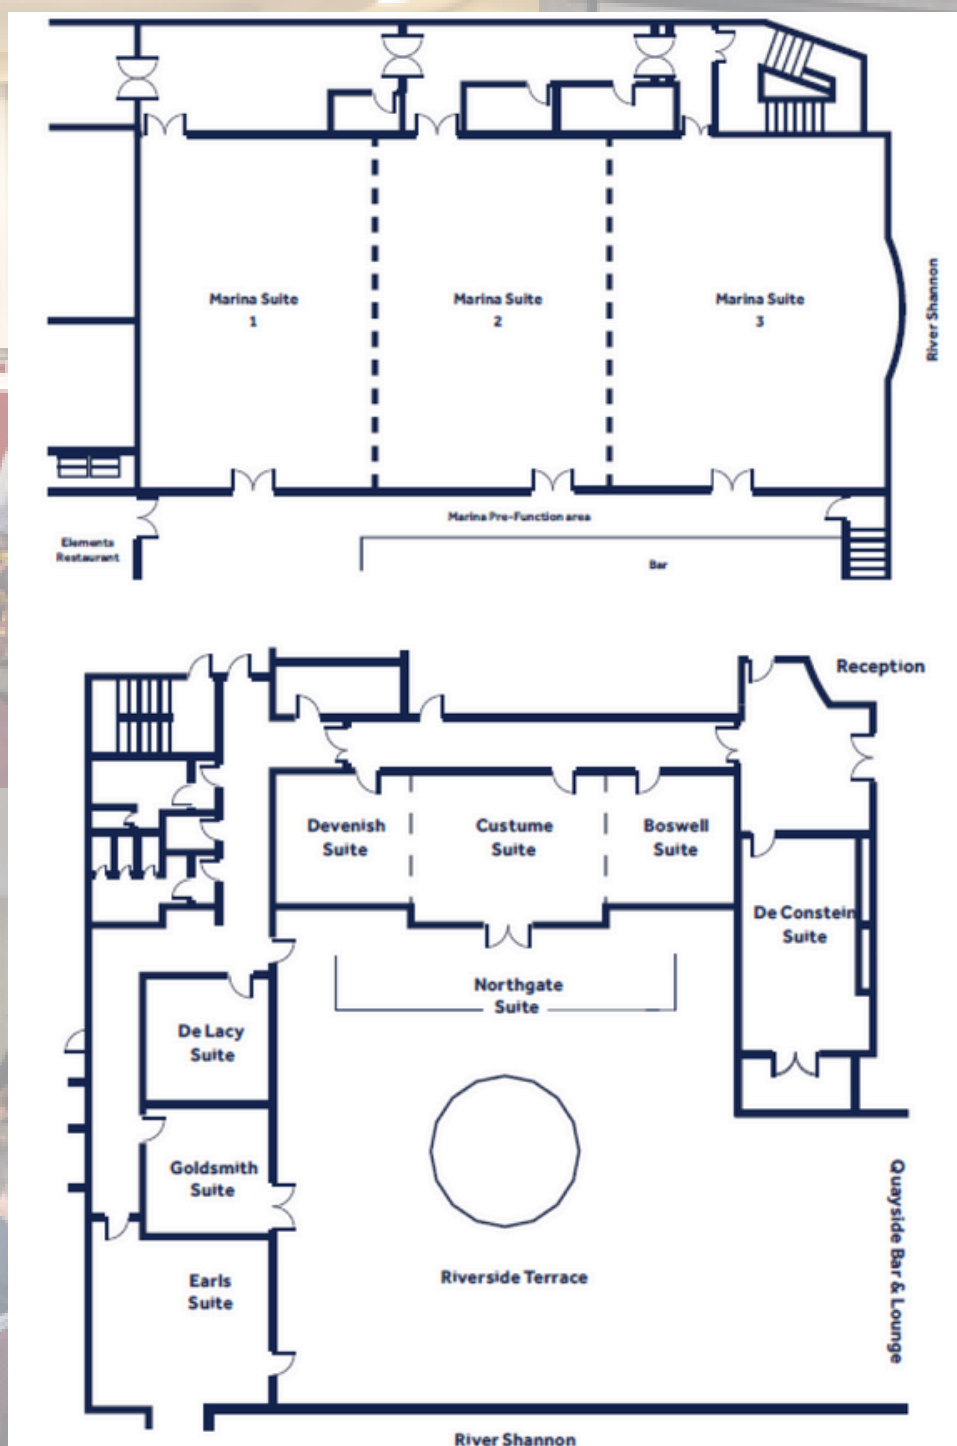 Marina Suite
1
Marina Suite
2
Marina Suite
3
River Shannon
Marina Pre-Function area
Elements
Restaurant
Bar
Reception
Devenish
Suite
Custume
Suite
Boswell
Suite
De Constein
Suite
Northgate
Suite
De Lacy
Suite
Goldsmith
Suite
Quayside Bar & Lounge
Earls
Suite
Riverside Terrace
River Shannon